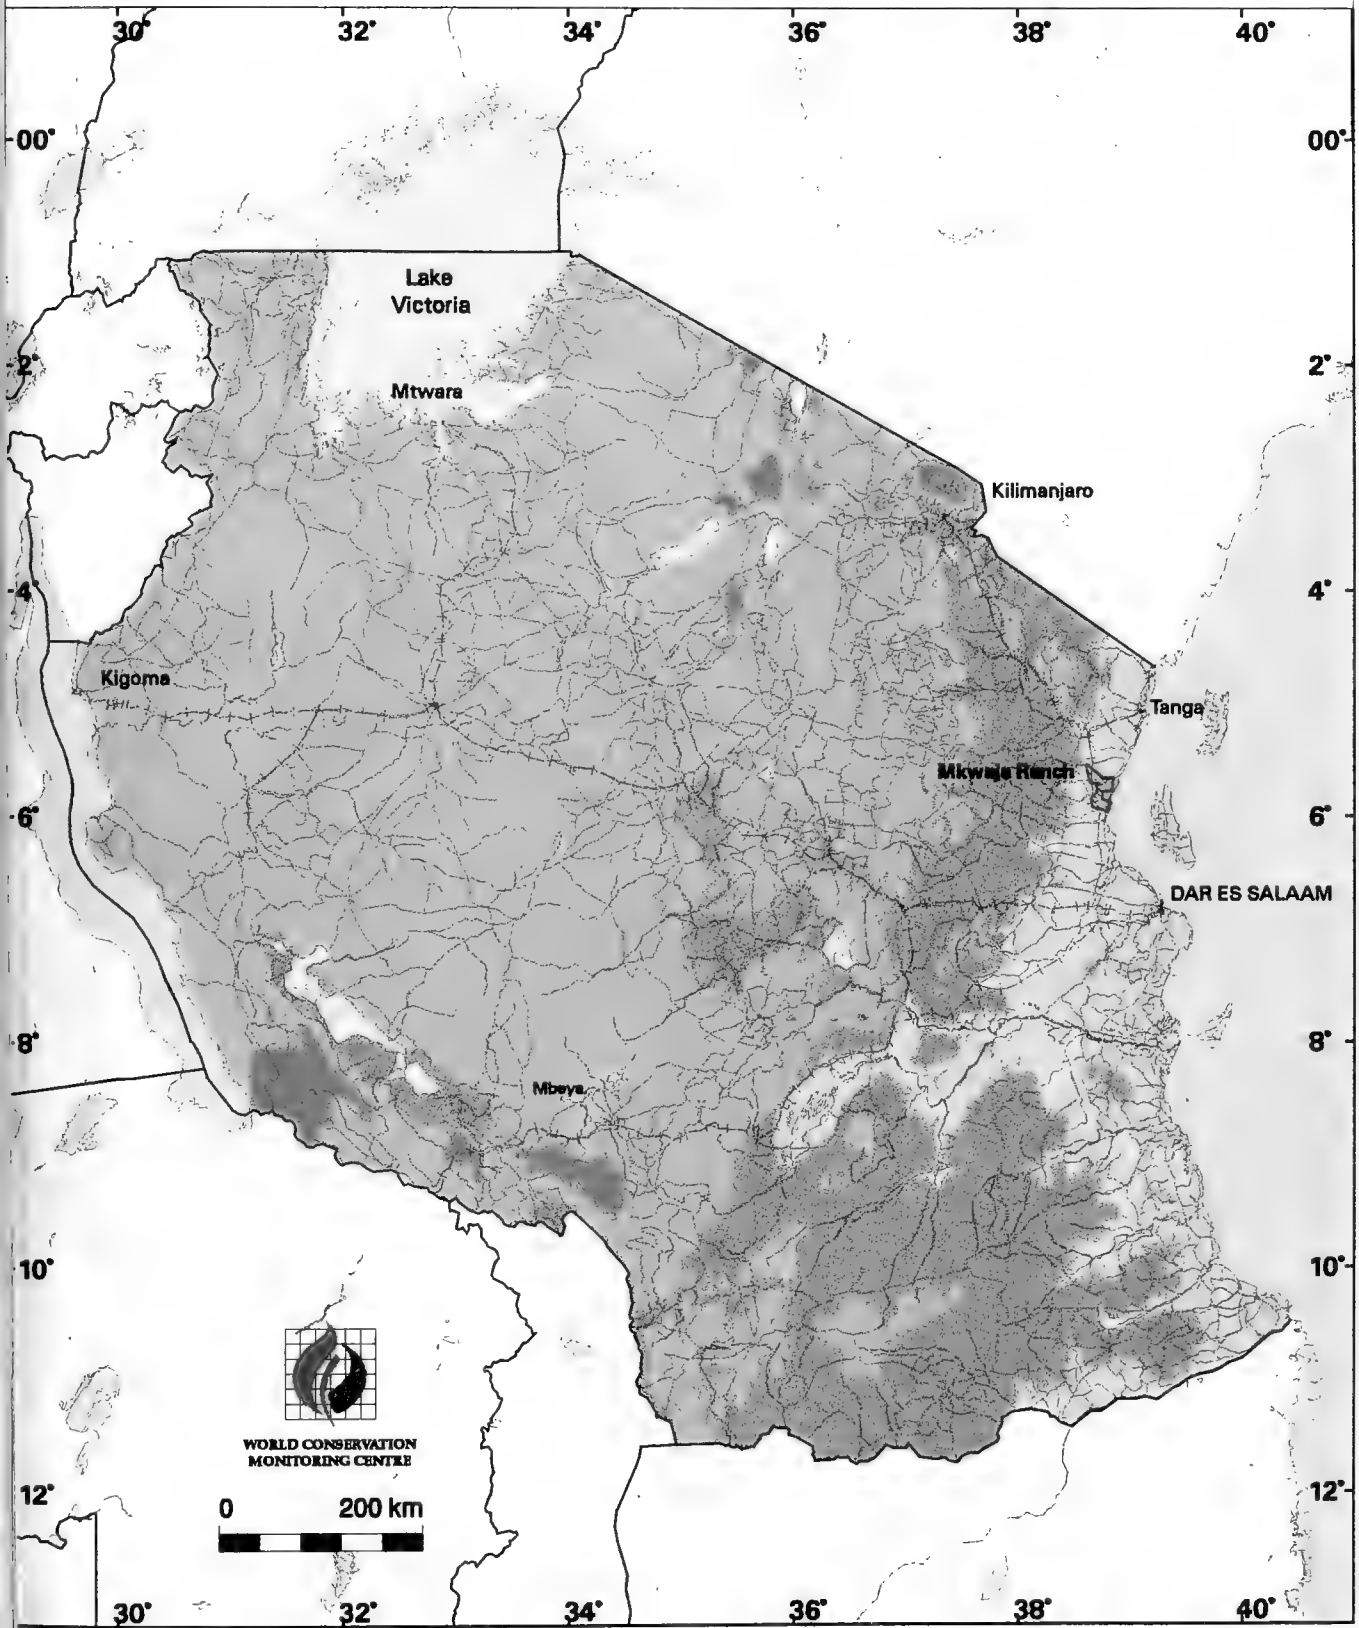 30° 32° 34° 36° 38° 40°
00° 00°
Lake
Victoria
2° 2°
Mtwara
Kilimanjaro
4° 4°
Kigoma
Tanga
Mkwaja Ranch
6° 6°
DAR ES SALAAM
8° 8°
Mbeya
10° 10°
WORLD CONSERVATION
MONITORING CENTRE
12° 12°
0 200 km
30° 32° 34° 36° 38° 40°